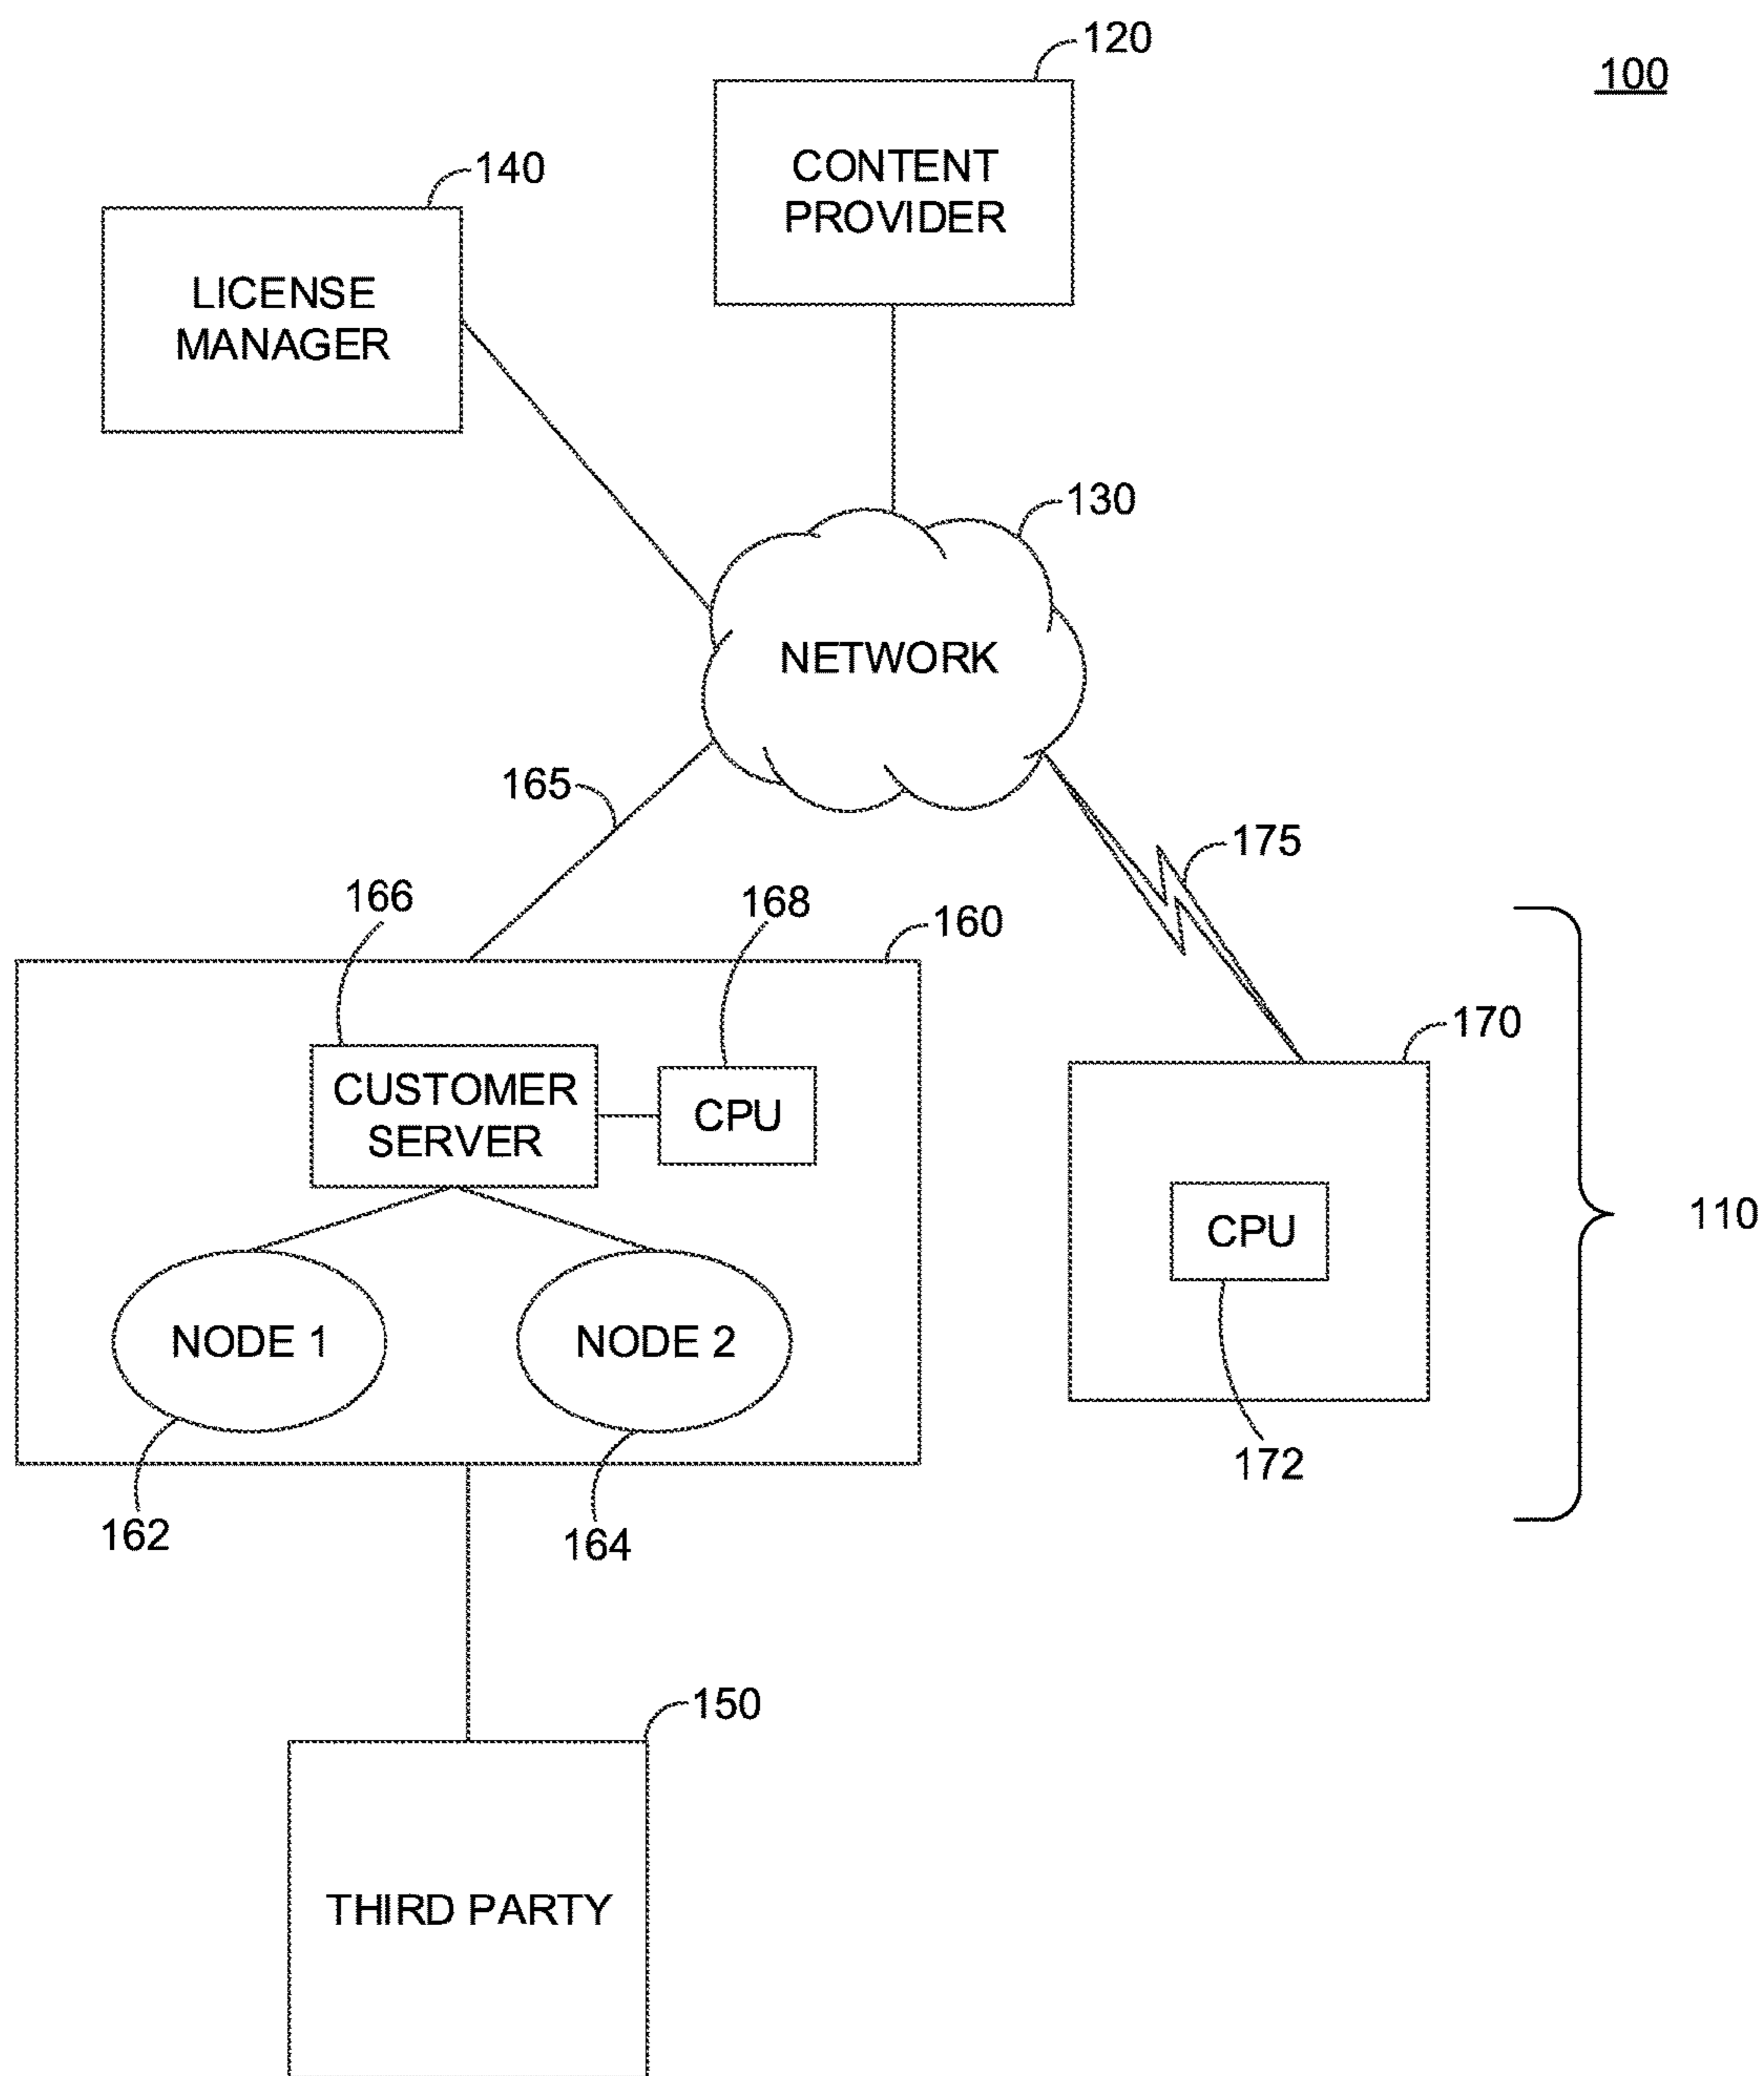 120
100
140
CONTENT
PROVIDER
LICENSE
MANAGER
130
NETWORK
165
175
166
168
160
170
CUSTOMER
SERVER
CPU
110
CPU
NODE 1
NODE 2
172
162
164
150
THIRD PARTY